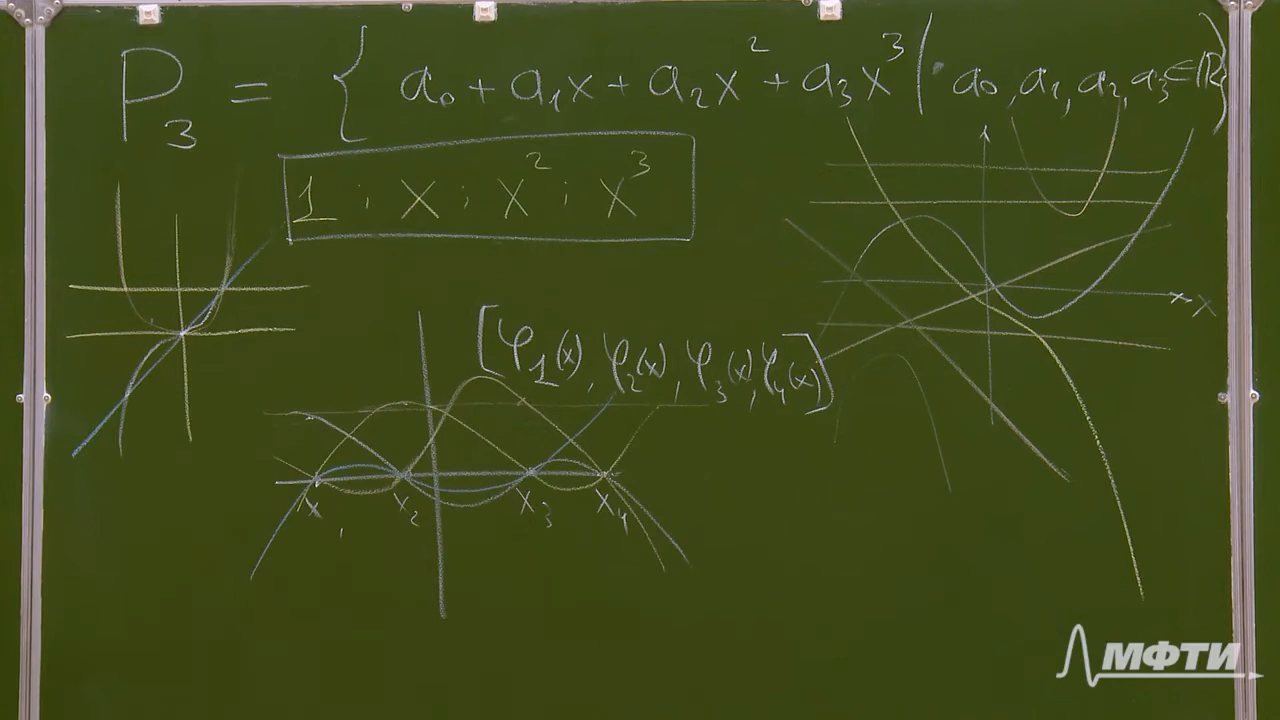 P₃ = { a₀ + a₁x + a₂x² + a₃x³ | a₀, a₁, a₂, a₃ ∈ ℝ}
1 ; x ; x² ; x³
[φ₁(x), φ₂(x), φ₃(x), φ₄(x)]
x
x₁ x₂ x₃ x₄
МФТИ